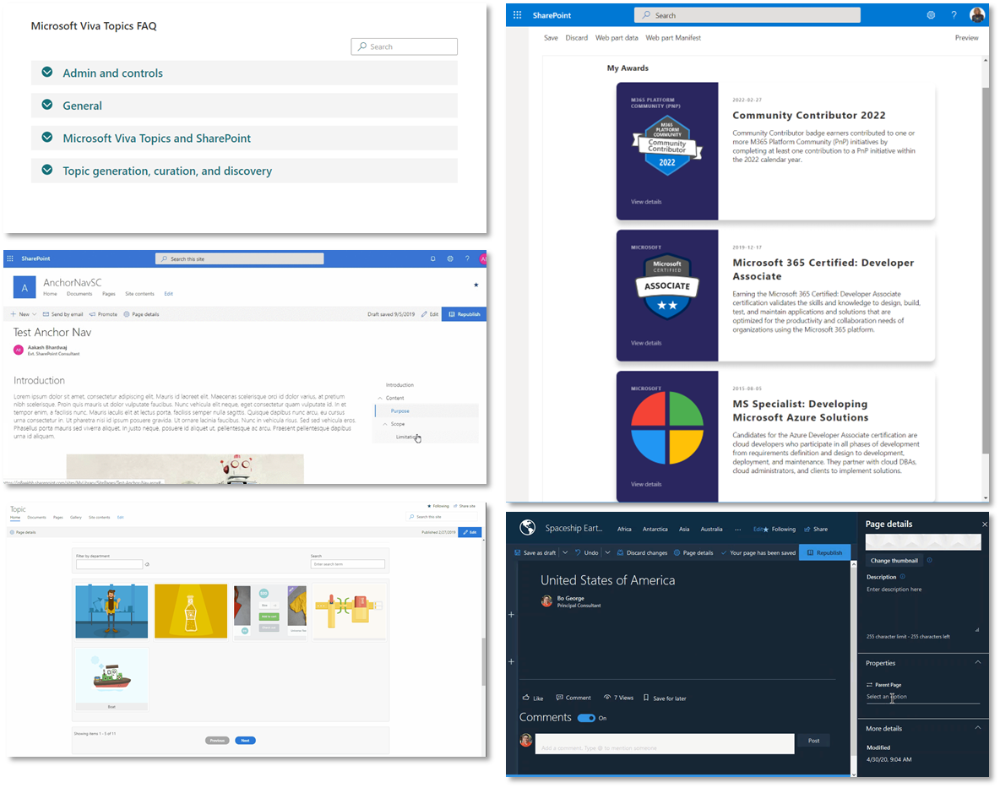 Microsoft Viva Topics FAQ
Search
Admin and controls
General
Microsoft Viva Topics and SharePoint
Topic generation, curation, and discovery
SharePoint
Search this site
A
AnchorNavSC
Home Documents Pages Site contents Edit
New Send by email Promote Page details Draft saved 9/5/2019 Edit Republish
Test Anchor Nav
Aakash Bhardwaj
Ext. SharePoint Consultant
Introduction
Lorem ipsum dolor sit amet, consectetur adipiscing elit. Mauris id laoreet elit. Maecenas scelerisque orci id dolor varius, at pretium
nibh scelerisque. Proin quis mauris ut dolor vulputate faucibus. Nunc vehicula elit neque, eget consectetur quam vulputate id. In et
tempor enim, a facilisis nunc. Mauris iaculis elit et lectus porta, facilisis semper nulla sagittis. Vivamus faucibus enim ac ex cursus,
urna consectetur in. Ut pharetra nisi id ipsum posuere gravida. Ut ornare lacinia faucibus. Nunc in vehicula risus. Sed sed vehicula eros.
Phasellus porta mauris sed viverra aliquet. In justo neque, posuere id aliquet ut, pellentesque ac arcu. Praesent pellentesque dapibus
urna id aliquam.
Introduction
Content
Purpose
Scope
Limitation
Topic
Following Share site
Home Documents Pages Gallery Site contents Edit
Search this site
Page details Published 2/27/2019 Edit
Filter by department
Search
Enter search term
Boat
Showing items 1 - 5 of 11
Previous Next
SharePoint
Search
Save Discard Web part data Web part Manifest Preview
My Awards
M365 PLATFORM
COMMUNITY (PNP)
M365
PLATFORM
COMMUNITY
Community
Contributor
2022
View details
2022-02-27
Community Contributor 2022
Community Contributor badge earners contributed to one or
more M365 Platform Community (PnP) initiatives by
completing at least one contribution to a PnP initiative within
the 2022 calendar year.
MICROSOFT
Microsoft
CERTIFIED
ASSOCIATE
View details
2019-12-17
Microsoft 365 Certified: Developer
Associate
Earning the Microsoft 365 Certified: Developer Associate
certification validates the skills and knowledge to design, build,
test, and maintain applications and solutions that are
optimized for the productivity and collaboration needs of
organizations using the Microsoft 365 platform.
MICROSOFT
View details
2015-08-05
MS Specialist: Developing
Microsoft Azure Solutions
Candidates for the Azure Developer Associate certification are
cloud developers who participate in all phases of development
from requirements definition and design to development,
deployment, and maintenance. They partner with cloud DBAs,
cloud administrators, and clients to implement solutions.
Spaceship Eart...
Africa Antarctica Asia Australia ... Edit Following Share
Save as draft Undo Discard changes Page details Your page has been saved Republish
United States of America
Bo George
Principal Consultant
Like Comment 7 Views Save for later
Comments On
Add a comment. Type @ to mention someone
Post
Page details
Change thumbnail
Description
Enter description here
255 character limit - 255 characters left
Properties
Parent Page
Select an option
More details
Modified
4/30/20, 9:04 AM